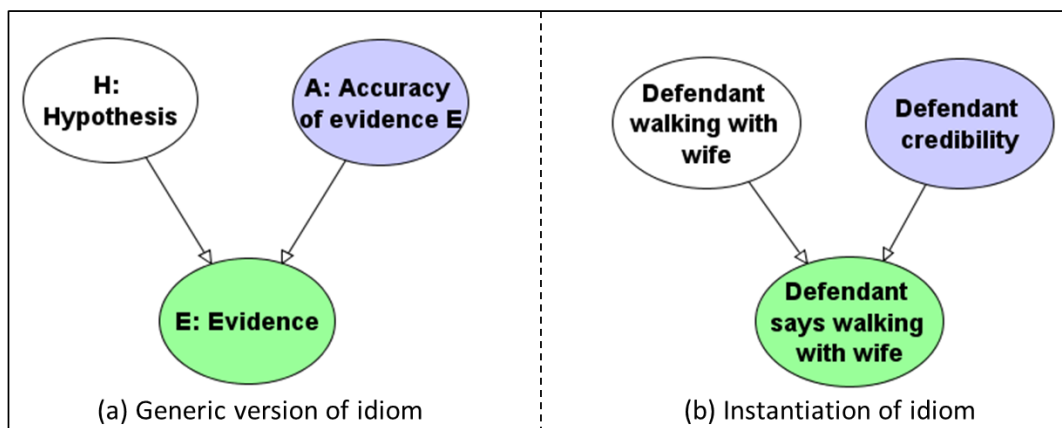 H:
Hypothesis
A: Accuracy
of evidence E
E: Evidence
(a) Generic version of idiom
Defendant
walking with
wife
Defendant
credibility
Defendant
says walking
with wife
(b) Instantiation of idiom